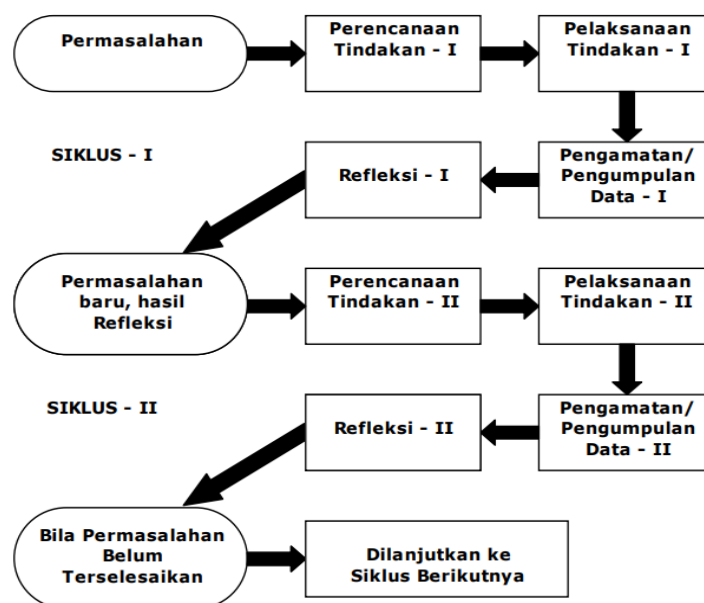 Permasalahan
Perencanaan
Tindakan - I
Pelaksanaan
Tindakan - I
SIKLUS - I
Refleksi - I
Pengamatan/
Pengumpulan
Data - I
Permasalahan
baru, hasil
Refleksi
Perencanaan
Tindakan - II
Pelaksanaan
Tindakan - II
SIKLUS - II
Refleksi - II
Pengamatan/
Pengumpulan
Data - II
Bila Permasalahan
Belum
Terselesaikan
Dilanjutkan ke
Siklus Berikutnya